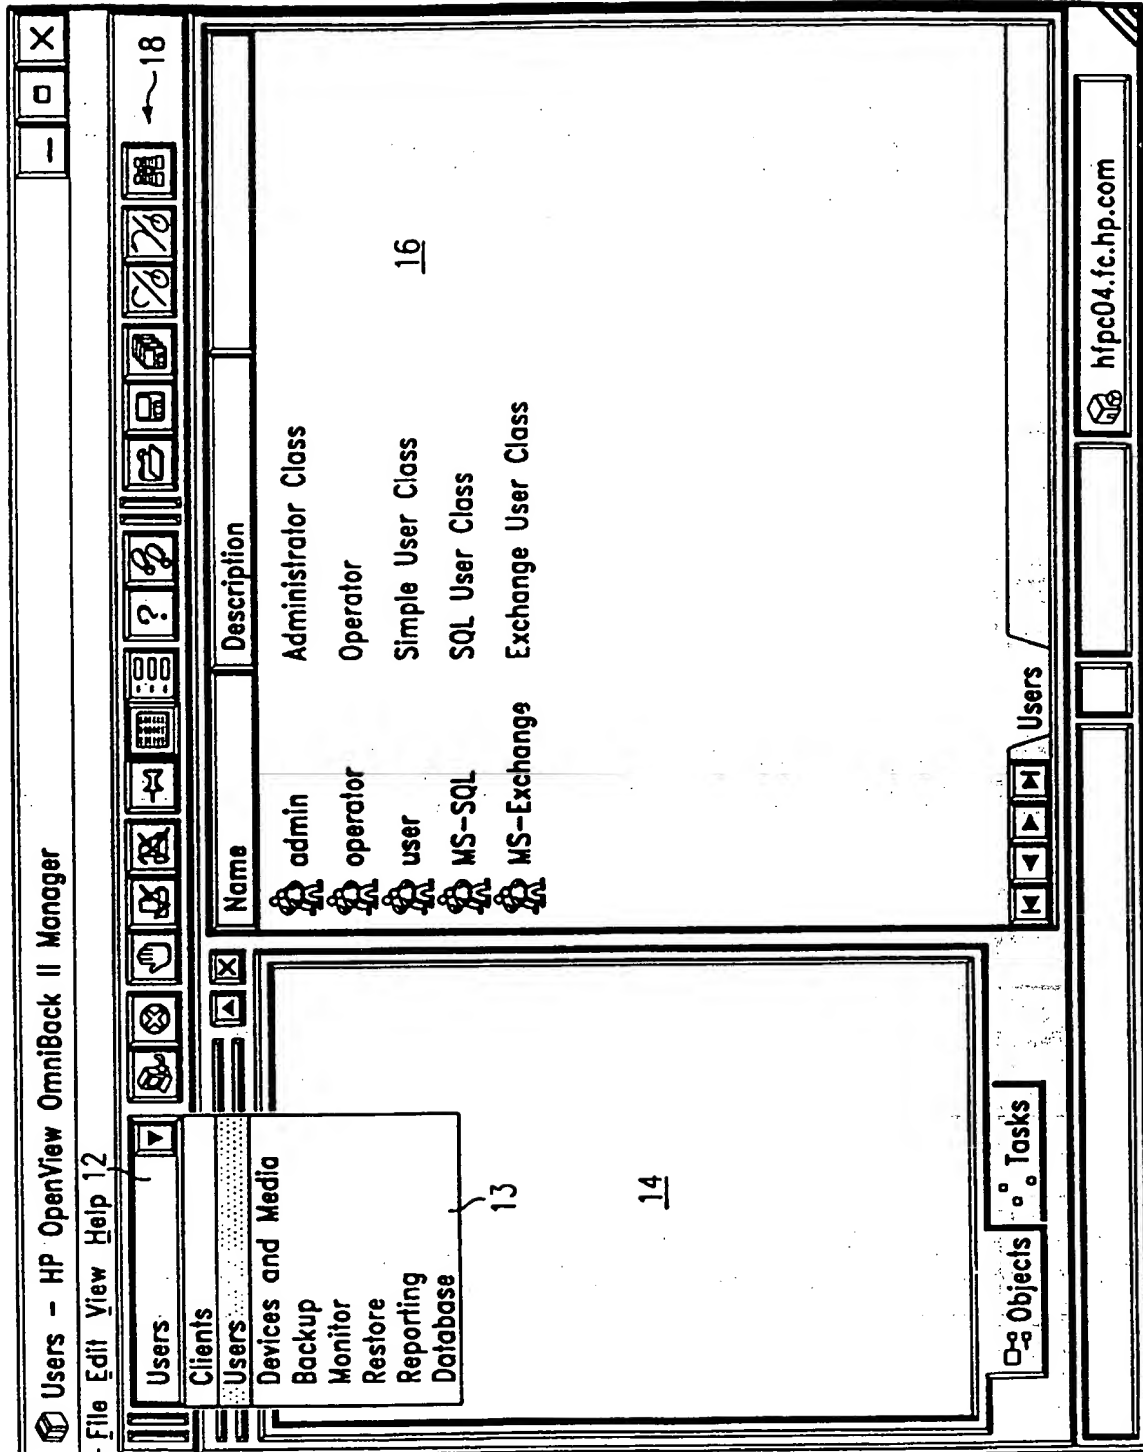 Users - HP OpenView OmniBack II Manager
File Edit View Help 12
Users
18
Clients
Users
Devices and Media
Backup
Monitor
Restore
Reporting
Database
13
14
Objects
Tasks
Name Description
admin Administrator Class
operator Operator
user Simple User Class
MS-SQL SQL User Class
MS-Exchange Exchange User Class
16
Users
hfpc04.fc.hp.com